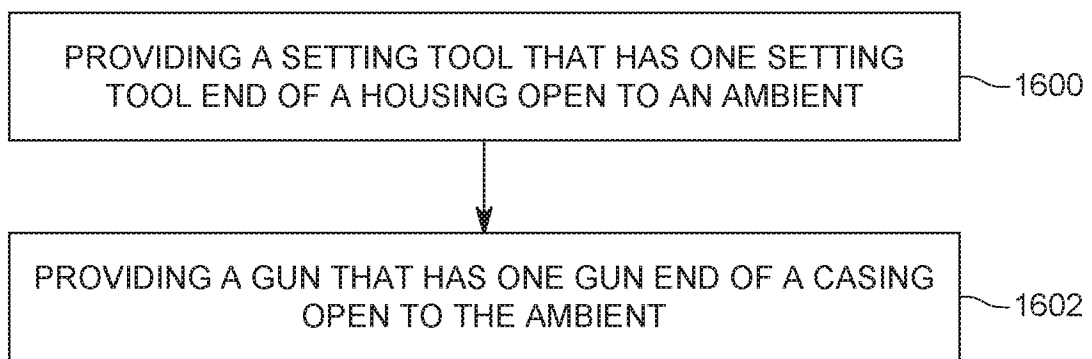 PROVIDING A SETTING TOOL THAT HAS ONE SETTING
TOOL END OF A HOUSING OPEN TO AN AMBIENT
1600
PROVIDING A GUN THAT HAS ONE GUN END OF A CASING
OPEN TO THE AMBIENT
1602